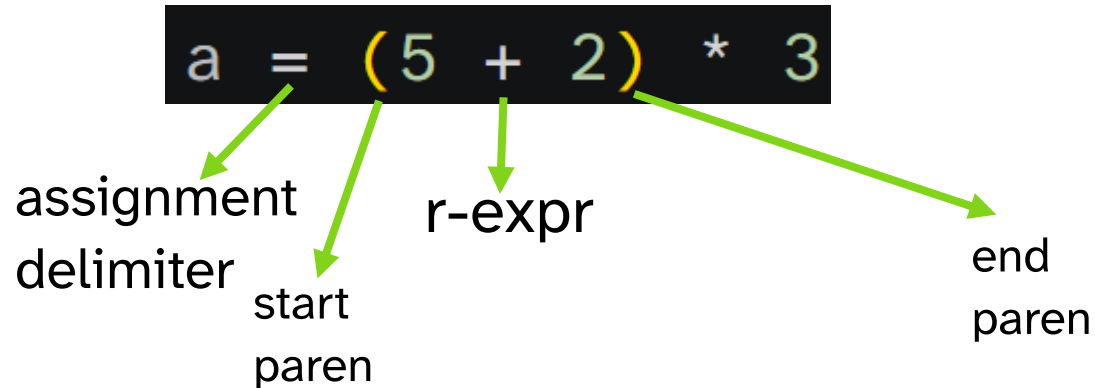 a = (5 + 2) * 3
assignment
delimiter
r-expr
start
paren
end
paren